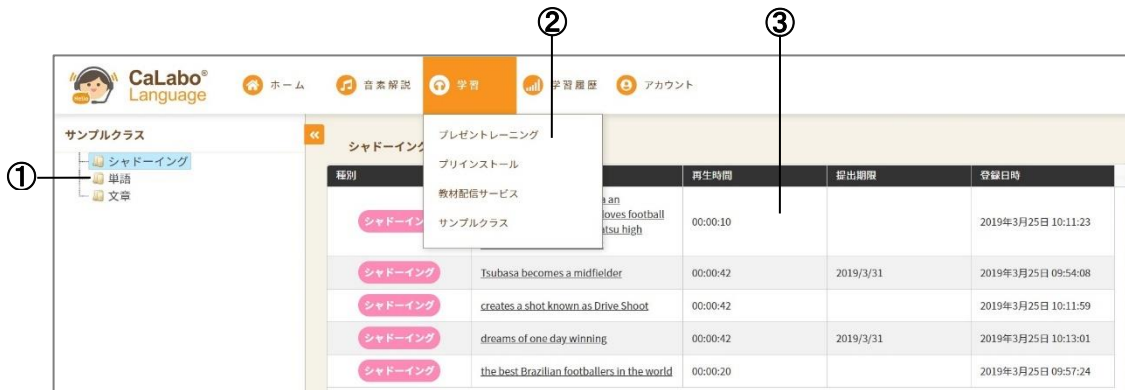 ② ③
CaLabo®
Language
Hello
ホーム 音素解説 学習 学習履歴 アカウント
サンプルクラス
«
シャドーイング
①
単語
文章
プレゼントレーニング
プリインストール
教材配信サービス
サンプルクラス
シャドーイング
種別 再生時間 提出期限 登録日時
a an
loves football
atsu high
シャドーイン 00:00:10 2019年3月25日 10:11:23
シャドーイング Tsubasa becomes a midfielder 00:00:42 2019/3/31 2019年3月25日 09:54:08
シャドーイング creates a shot known as Drive Shoot 00:00:42 2019年3月25日 10:11:59
シャドーイング dreams of one day winning 00:00:42 2019/3/31 2019年3月25日 10:13:01
シャドーイング the best Brazilian footballers in the world 00:00:20 2019年3月25日 09:57:24